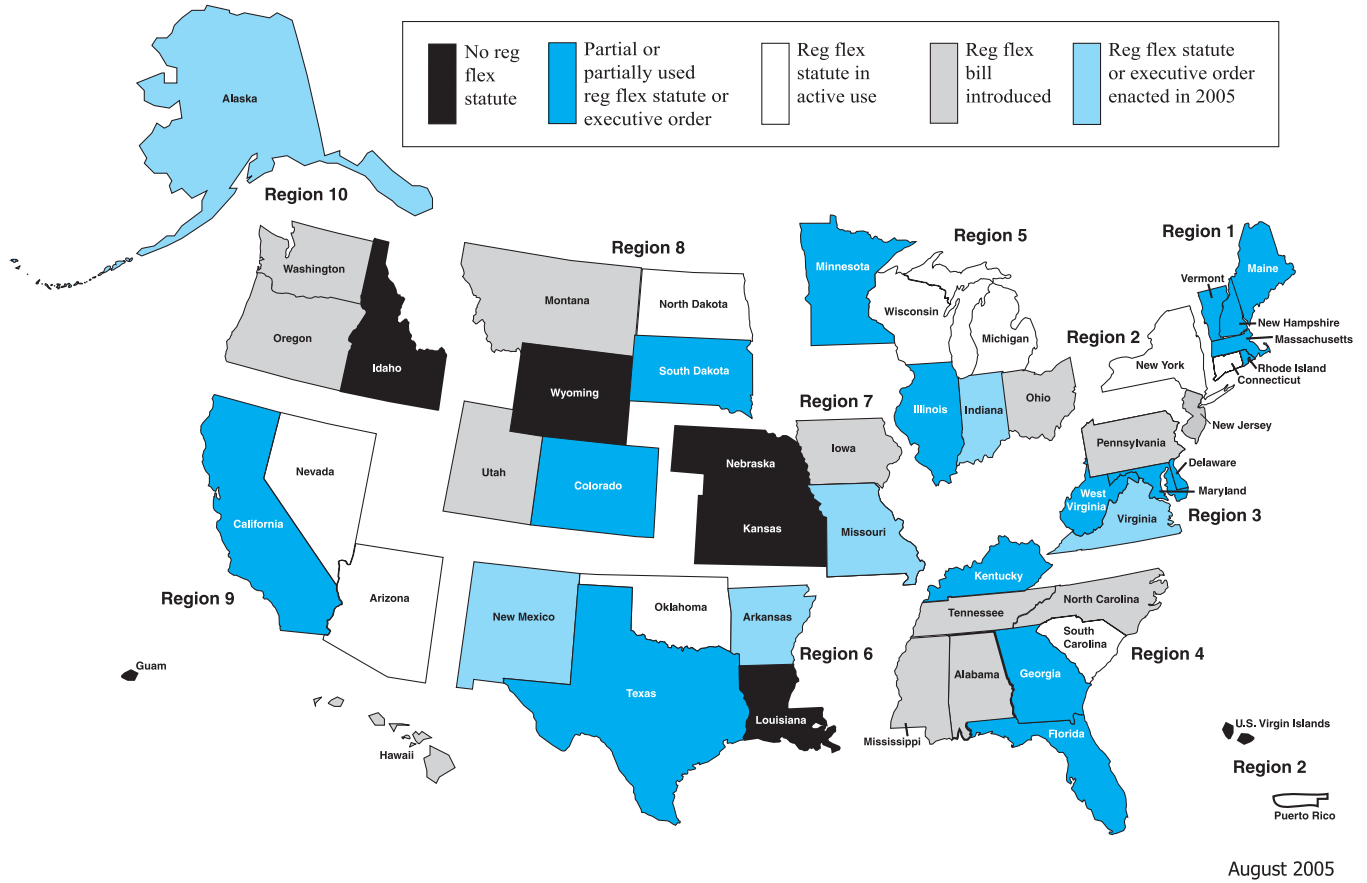 No reg
flex
statute
Partial or
partially used
reg flex statute or
executive order
Reg flex
statute in
active use
Reg flex
bill
introduced
Reg flex statute
or executive order
enacted in 2005
Alaska
Region 10
Washington
Oregon
Idaho
Region 8
Montana
North Dakota
South Dakota
Wyoming
Utah
Colorado
Region 5
Minnesota
Wisconsin
Michigan
Illinois
Indiana
Ohio
Region 1
Maine
Vermont
New Hampshire
Massachusetts
Rhode Island
Connecticut
Region 2
New York
New Jersey
Region 7
Iowa
Nebraska
Kansas
Missouri
Pennsylvania
Delaware
Maryland
West
Virginia
Virginia
Region 3
Nevada
California
Arizona
Region 9
Guam
Hawaii
New Mexico
Oklahoma
Arkansas
Texas
Louisiana
Region 6
Kentucky
Tennessee
North Carolina
South
Carolina
Region 4
Georgia
Alabama
Mississippi
Florida
U.S. Virgin Islands
Region 2
Puerto Rico
August 2005